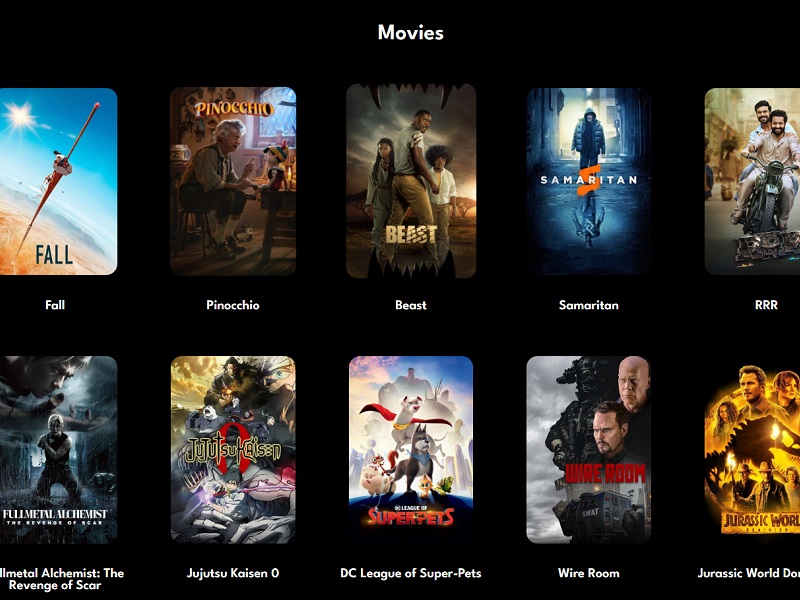 Movies
FALL
PINOCCHIO
BEAST
SAMARITAN
Fall
Pinocchio
Beast
Samaritan
RRR
FULLMETAL ALCHEMIST
THE REVENGE OF SCAR
JuJutsu Kaisen
0
DC LEAGUE OF
SUPER-PETS
WIRE ROOM
SWAT
JURASSIC WORL
llmetal Alchemist: The
Revenge of Scar
Jujutsu Kaisen 0
DC League of Super-Pets
Wire Room
Jurassic World Do